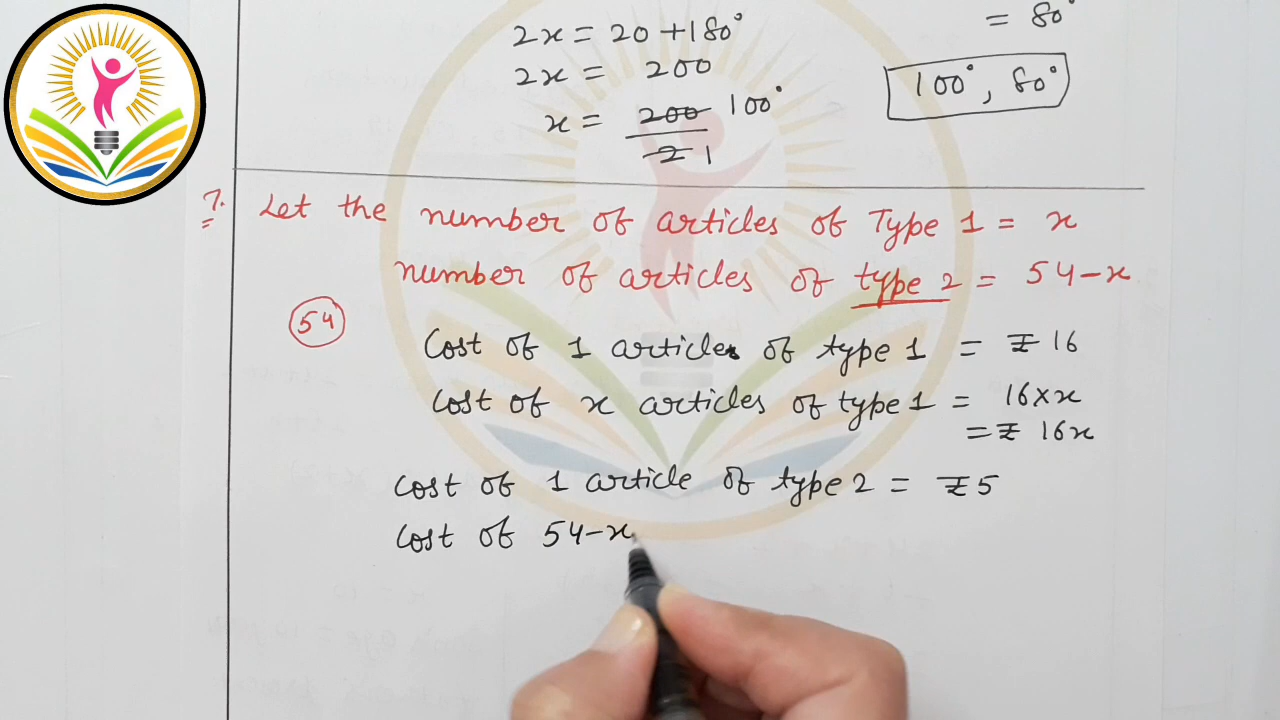 2x = 20 + 180°
= 80°
2x = 200
100°, 80°
x = 200/2 100° 1
7. Let the number of articles of Type 1 = x
number of articles of type 2 = 54-x
54
Cost of 1 article of type 1 = ₹ 16
Cost of x articles of type 1 = 16×x
= ₹ 16x
Cost of 1 article of type 2 = ₹5
Cost of 54-x